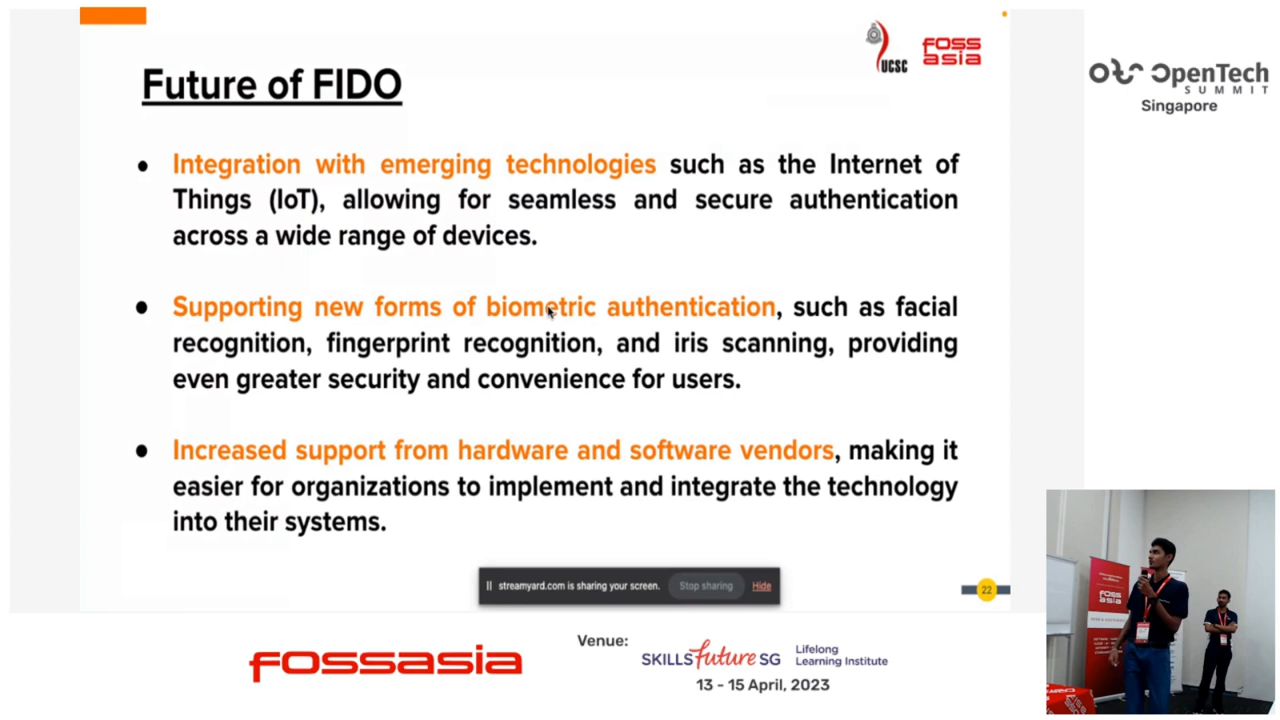 UCSC
FOSS
asia
OpenTech
SUMMIT
Singapore
Future of FIDO
• Integration with emerging technologies such as the Internet of
Things (IoT), allowing for seamless and secure authentication
across a wide range of devices.
• Supporting new forms of biometric authentication, such as facial
recognition, fingerprint recognition, and iris scanning, providing
even greater security and convenience for users.
• Increased support from hardware and software vendors, making it
easier for organizations to implement and integrate the technology
into their systems.
streamyard.com is sharing your screen. Stop sharing Hide
22
FOSS
asia
fossasia
Venue:
SKILLS future SG
Lifelong
Learning Institute
13 - 15 April, 2023